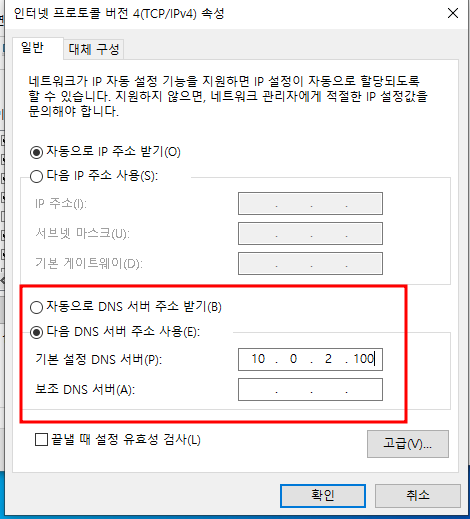 인터넷 프로토콜 버전 4(TCP/IPv4) 속성
일반
대체 구성
네트워크가 IP 자동 설정 기능을 지원하면 IP 설정이 자동으로 할당되도록
할 수 있습니다. 지원하지 않으면, 네트워크 관리자에게 적절한 IP 설정값을
문의해야 합니다.
자동으로 IP 주소 받기(O)
다음 IP 주소 사용(S):
IP 주소(I):
서브넷 마스크(U):
기본 게이트웨이(D):
자동으로 DNS 서버 주소 받기(B)
다음 DNS 서버 주소 사용(E):
기본 설정 DNS 서버(P): 10 . 0 . 2 . 100
보조 DNS 서버(A):
끝낼 때 설정 유효성 검사(L)
고급(V)...
확인
취소